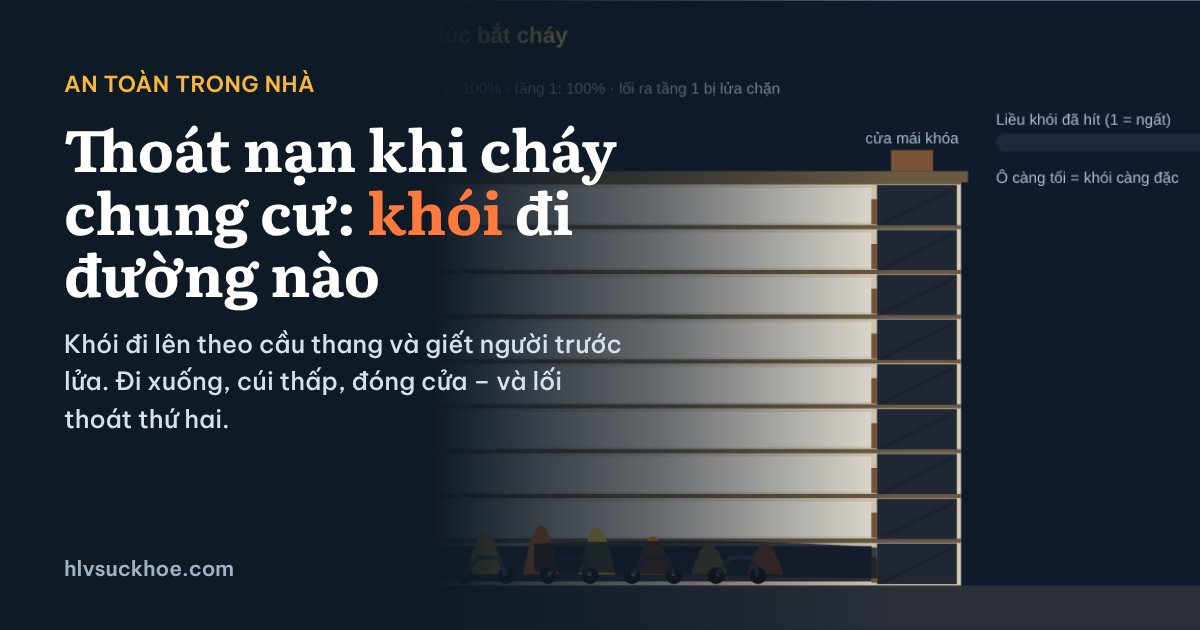 lúc bắt cháy
AN TOÀN TRONG NHÀ
100% · tầng 1: 100% · lối ra tầng 1 bị lửa chặn
Thoát nạn khi cháy
chung cư: khói đi
đường nào
Khói đi lên theo cầu thang và giết người trước
lửa. Đi xuống, cúi thấp, đóng cửa – và lối
thoát thứ hai.
hlvsuckhoe.com
cửa mái khóa
Liều khói đã hít (1 = ngất)
Ô càng tối = khói càng đặc